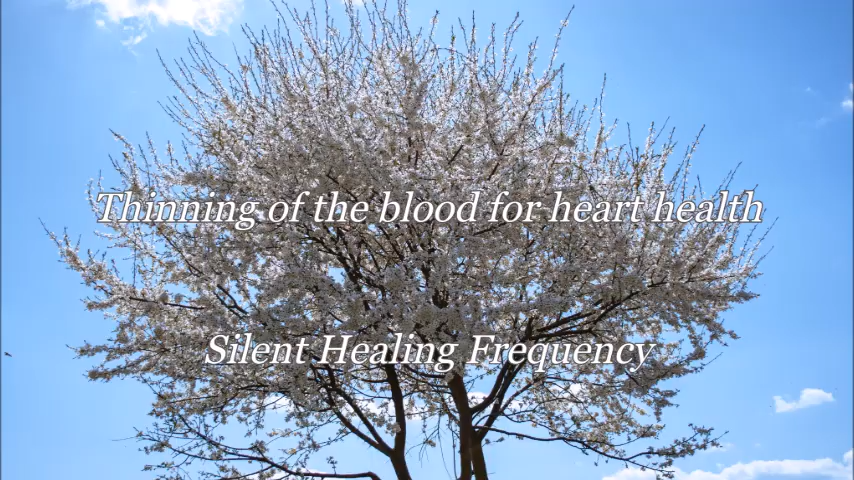 Thinning of the blood for heart health
Silent Healing Frequency